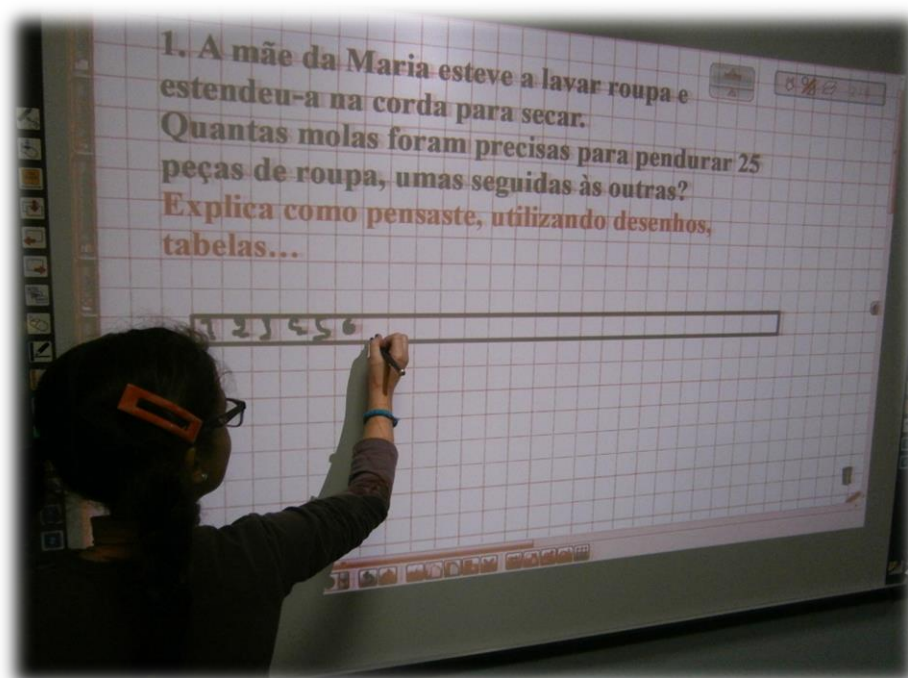 1. A mãe da Maria esteve a lavar roupa e
estendeu-a na corda para secar.
Quantas molas foram precisas para pendurar 25
peças de roupa, umas seguidas às outras?
Explica como pensaste, utilizando desenhos,
tabelas...
1 2 3 4 5 6